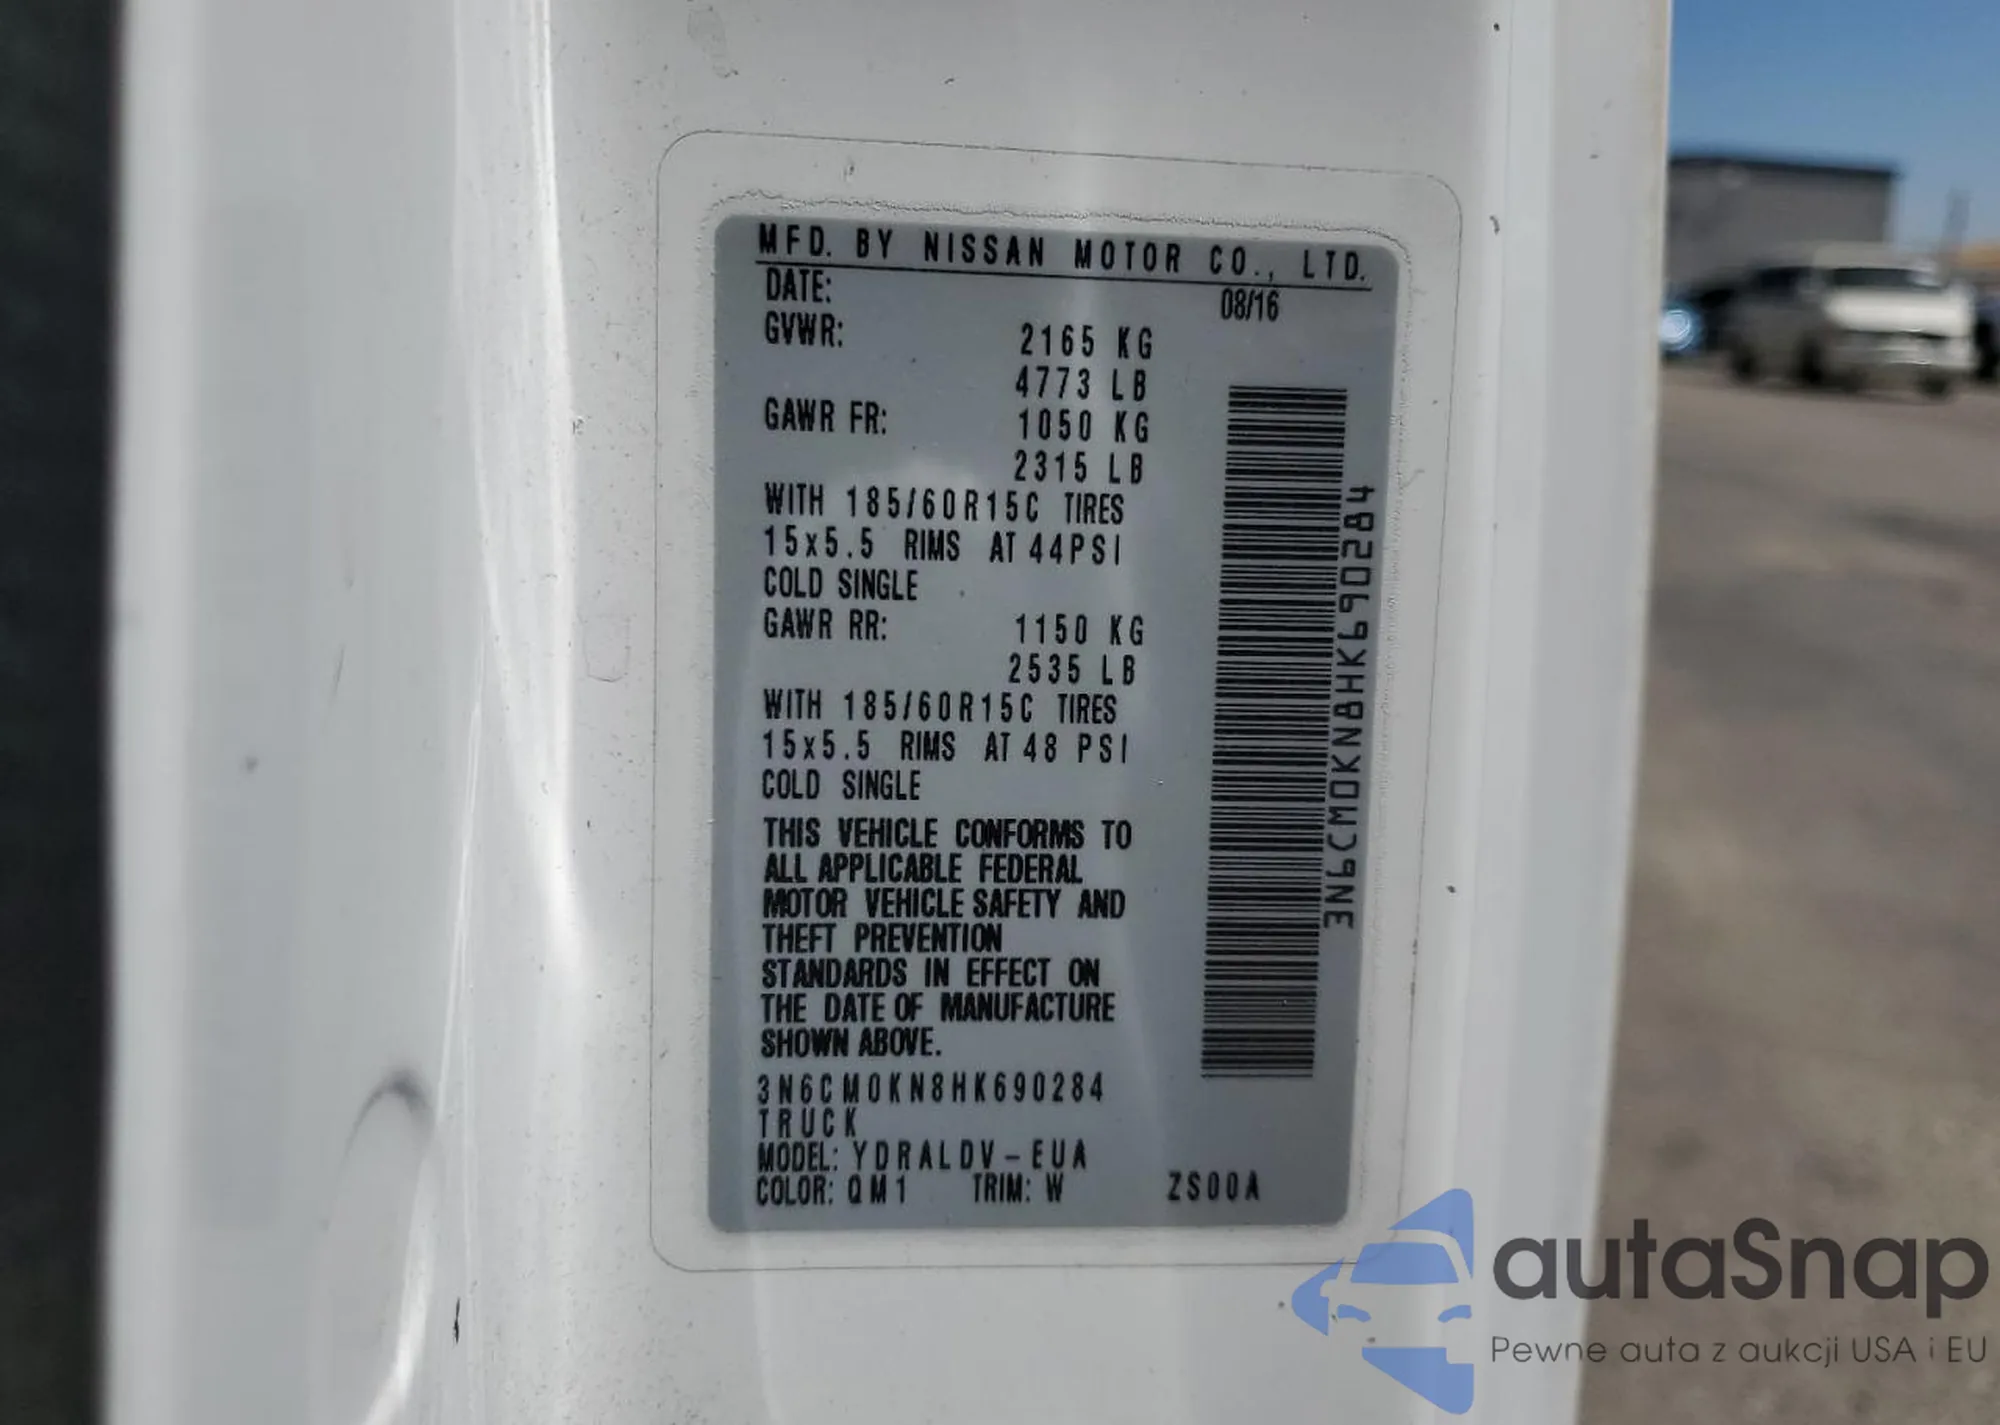 MFD. BY NISSAN MOTOR CO., LTD.
DATE: 08/16
GVWR: 2165 KG
4773 LB
GAWR FR: 1050 KG
2315 LB
WITH 185/60R15C TIRES
15x5.5 RIMS AT 44PSI
COLD SINGLE
GAWR RR: 1150 KG
2535 LB
WITH 185/60R15C TIRES
15x5.5 RIMS AT 48 PSI
COLD SINGLE
THIS VEHICLE CONFORMS TO
ALL APPLICABLE FEDERAL
MOTOR VEHICLE SAFETY AND
THEFT PREVENTION
STANDARDS IN EFFECT ON
THE DATE OF MANUFACTURE
SHOWN ABOVE.
3N6CM0KN8HK690284
TRUCK
MODEL: YDRALDV-EUA
COLOR: QM1 TRIM: W ZS00A
3N6CM0KN8HK690284
autaSnap
Pewne auta z aukcji USA i EU